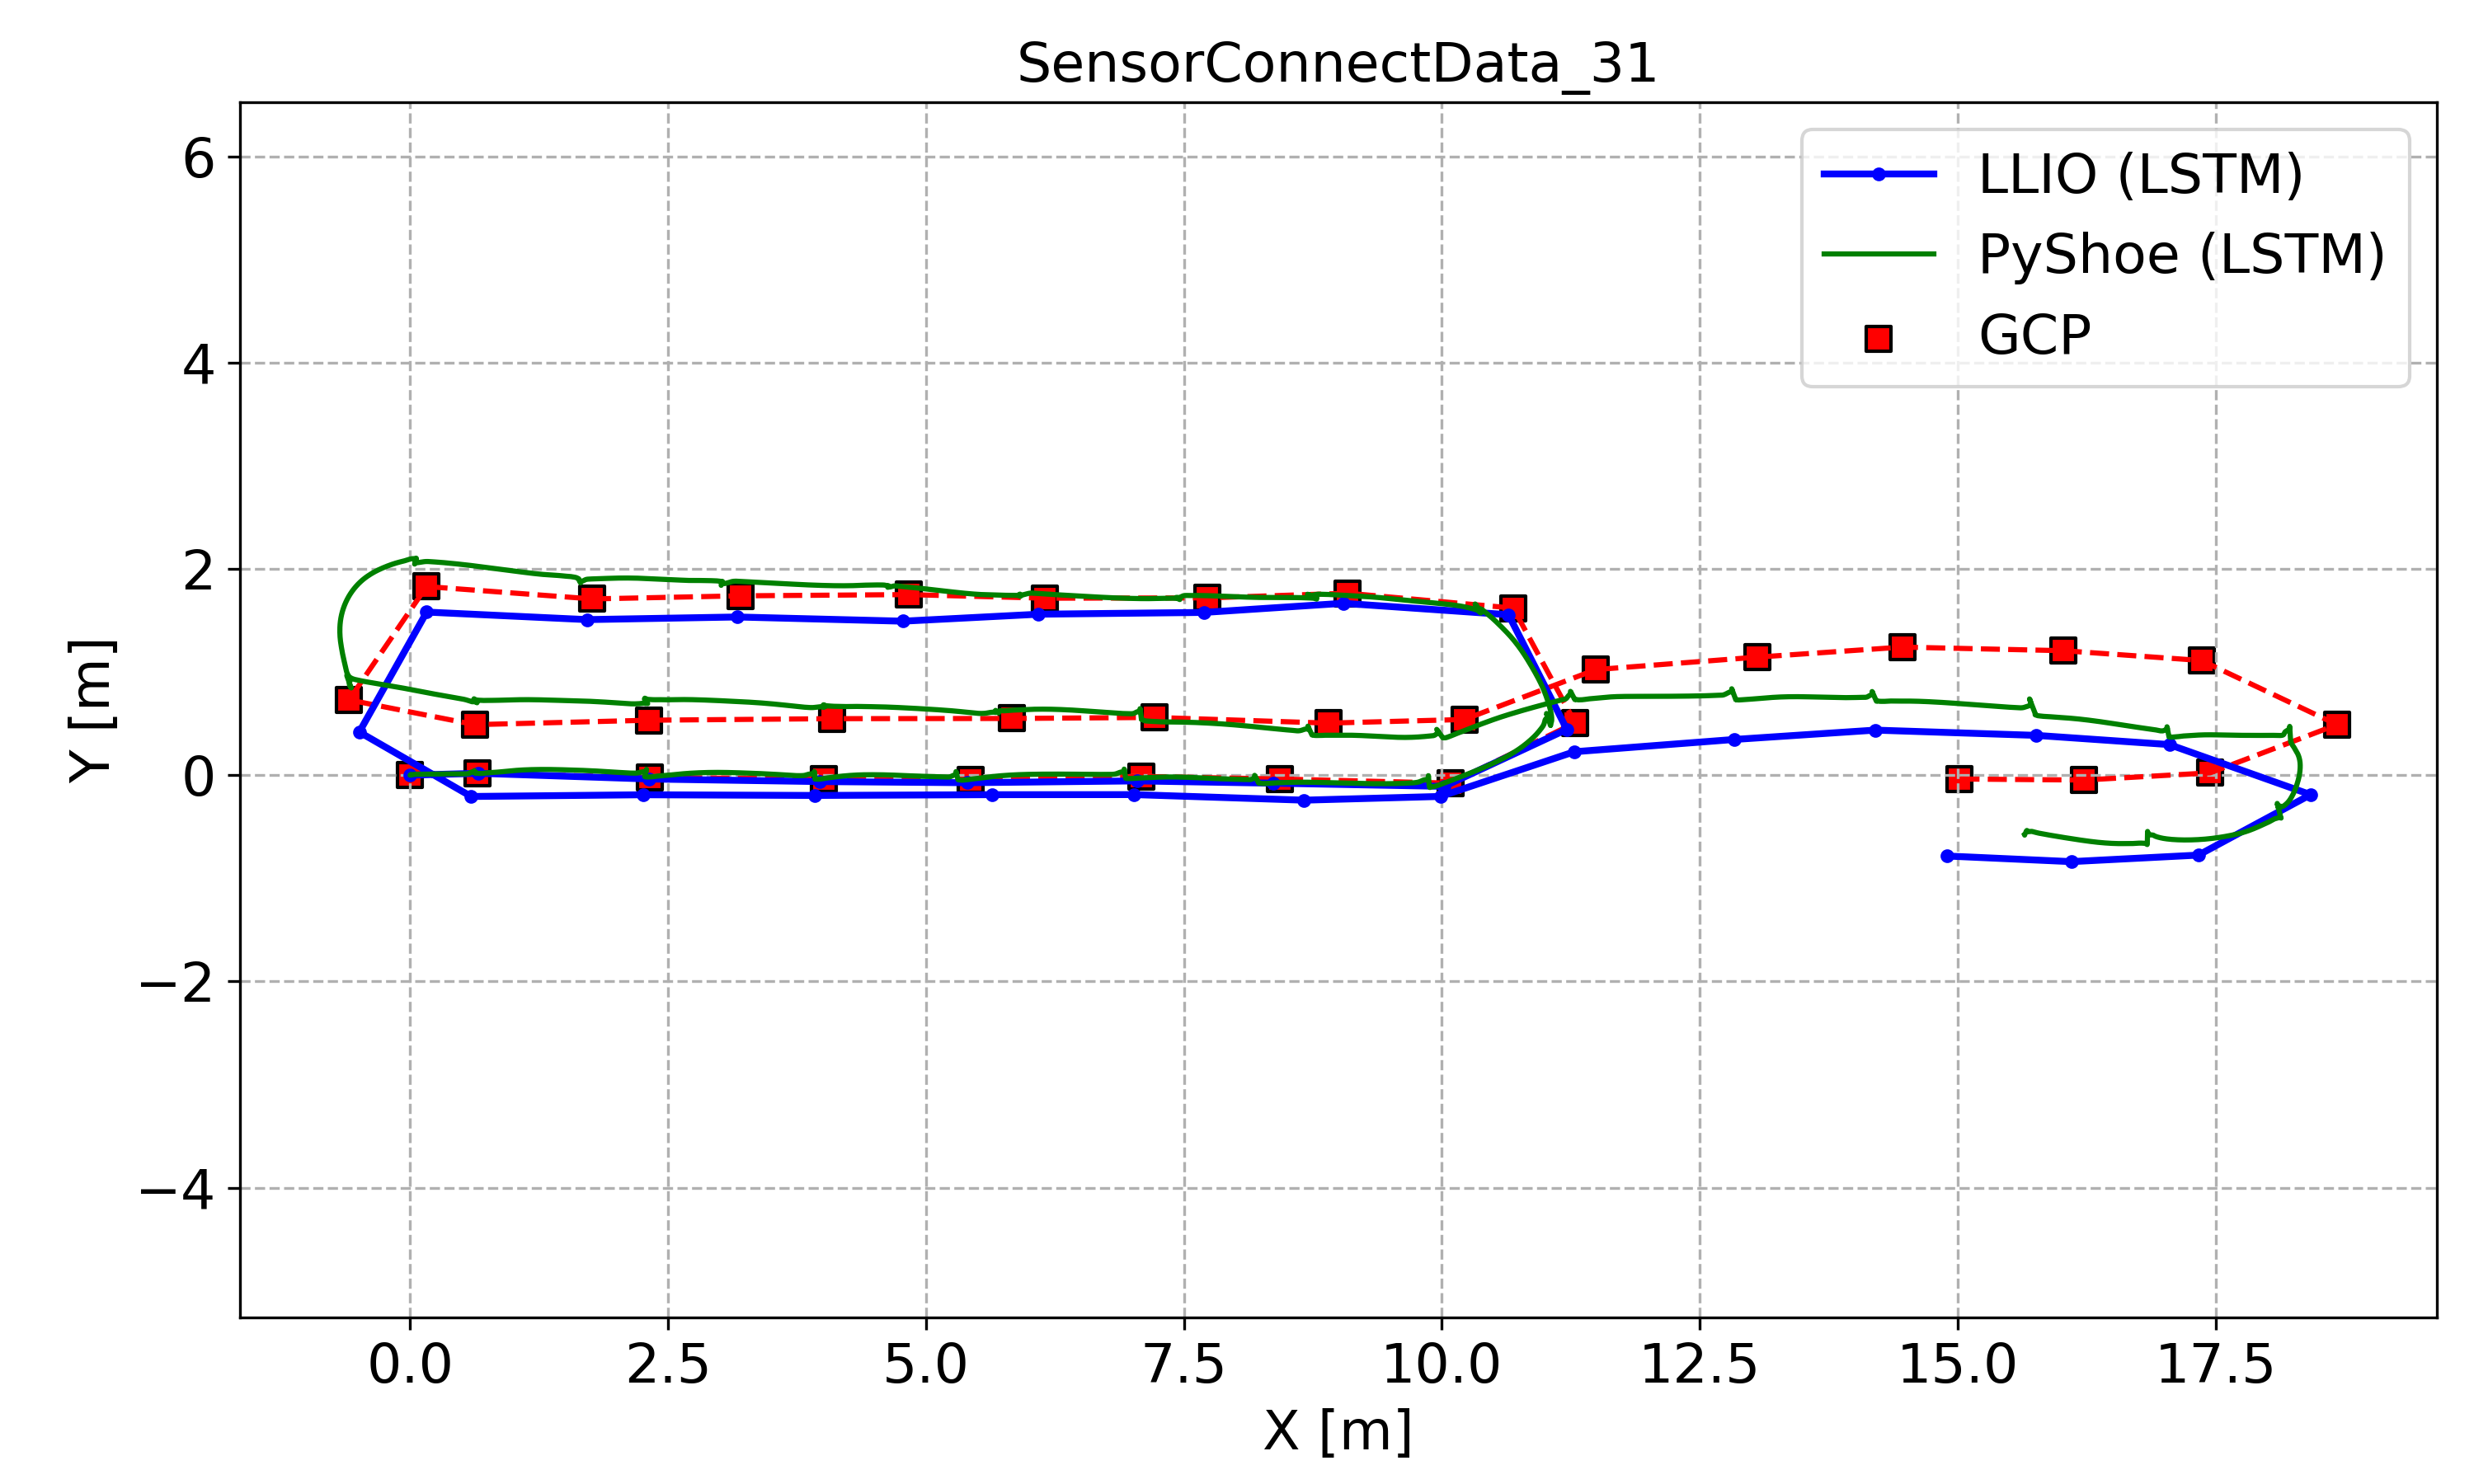 SensorConnectData_31
LLIO (LSTM)
PyShoe (LSTM)
GCP
Y [m]
6
4
2
0
−2
−4
0.0 2.5 5.0 7.5 10.0 12.5 15.0 17.5
X [m]